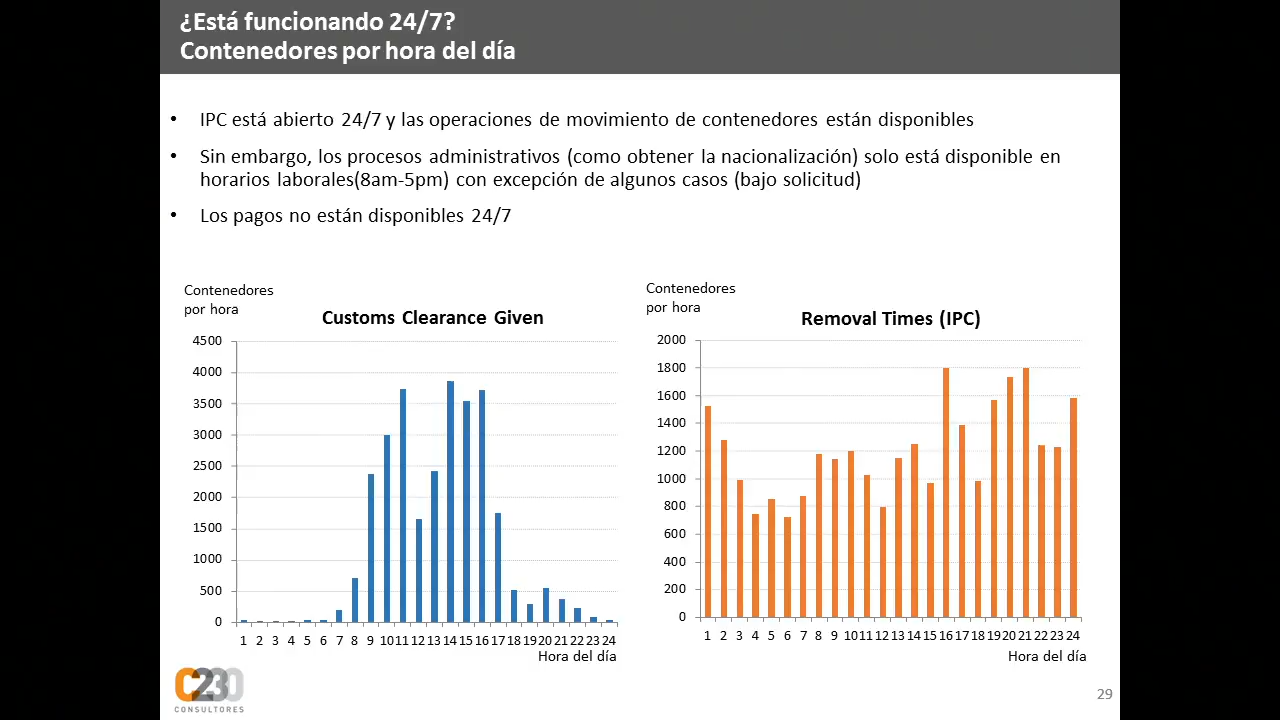 ¿Está funcionando 24/7?
Contenedores por hora del día
• IPC está abierto 24/7 y las operaciones de movimiento de contenedores están disponibles
• Sin embargo, los procesos administrativos (como obtener la nacionalización) solo está disponible en
horarios laborales(8am-5pm) con excepción de algunos casos (bajo solicitud)
• Los pagos no están disponibles 24/7
Contenedores
por hora
Customs Clearance Given
4500
4000
3500
3000
2500
2000
1500
1000
500
0
1 2 3 4 5 6 7 8 9 10 11 12 13 14 15 16 17 18 19 20 21 22 23 24
Hora del día
Contenedores
por hora
Removal Times (IPC)
2000
1800
1600
1400
1200
1000
800
600
400
200
0
1 2 3 4 5 6 7 8 9 10 11 12 13 14 15 16 17 18 19 20 21 22 23 24
Hora del día
C230
CONSULTORES
29